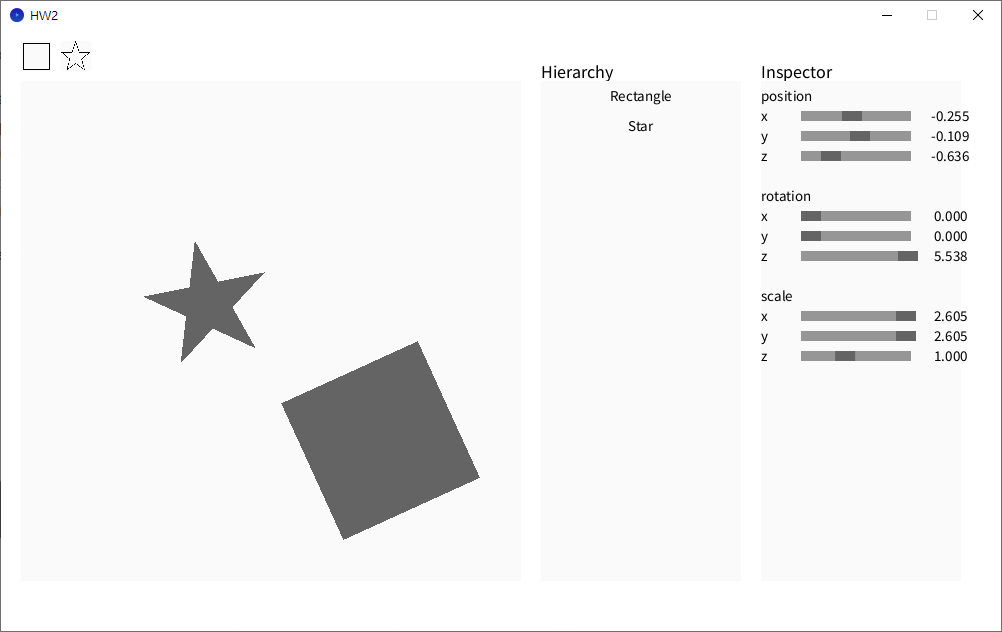 HW2
Hierarchy
Rectangle
Star
Inspector
position
x -0.255
y -0.109
z -0.636
rotation
x 0.000
y 0.000
z 5.538
scale
x 2.605
y 2.605
z 1.000